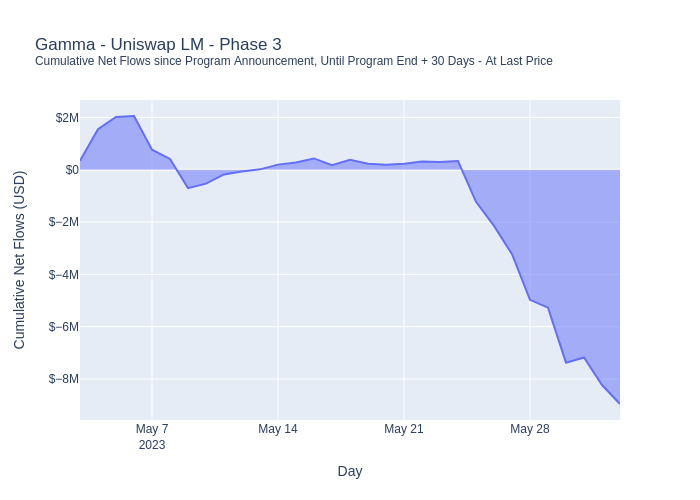 Gamma - Uniswap LM - Phase 3
Cumulative Net Flows since Program Announcement, Until Program End + 30 Days - At Last Price
$2M
$0
$−2M
$−4M
$−6M
$−8M
Cumulative Net Flows (USD)
May 7
2023
May 14
May 21
May 28
Day